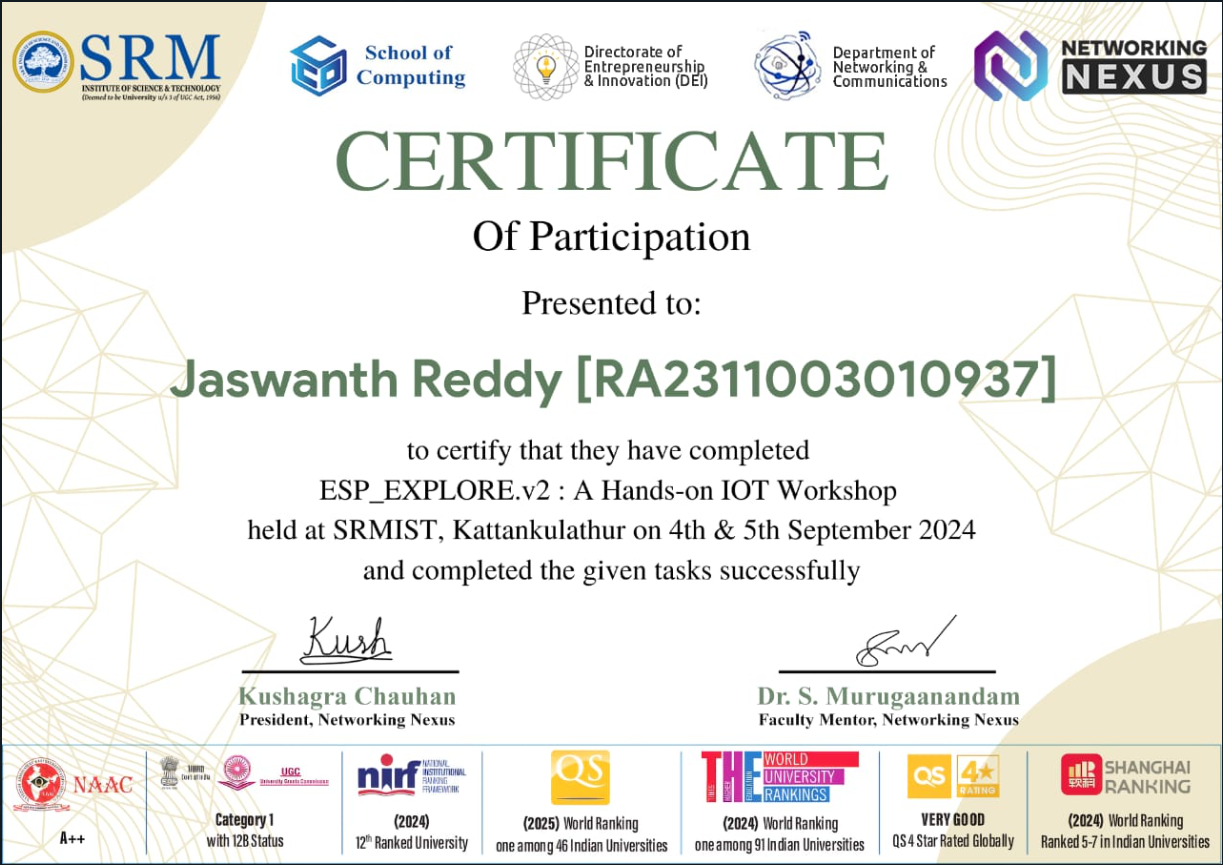 SRM
INSTITUTE OF SCIENCE & TECHNOLOGY
(Deemed to be University u/s 3 of UGC Act, 1956)
School of
Computing
Directorate of
Entrepreneurship
& Innovation (DEI)
Department of
Networking &
Communications
NETWORKING
NEXUS
CERTIFICATE
Of Participation
Presented to:
Jaswanth Reddy [RA2311003010937]
to certify that they have completed
ESP_EXPLORE.v2 : A Hands-on IOT Workshop
held at SRMIST, Kattankulathur on 4th & 5th September 2024
and completed the given tasks successfully
Kush
Kushagra Chauhan
President, Networking Nexus
Dr. S. Murugaanandam
Faculty Mentor, Networking Nexus
NAAC
A++
UGC
University Grants Commission
Category 1
with 12B Status
nirf
NATIONAL
INSTITUTIONAL
RANKING
FRAMEWORK
(2024)
12th Ranked University
QS
(2025) World Ranking
one among 46 Indian Universities
THE
TIMES
HIGHER
EDUCATION
WORLD
UNIVERSITY
RANKINGS
(2024) World Ranking
one among 91 Indian Universities
QS
4★
RATING
VERY GOOD
QS 4 Star Rated Globally
SHANGHAI
RANKING
(2024) World Ranking
Ranked 5-7 in Indian Universities